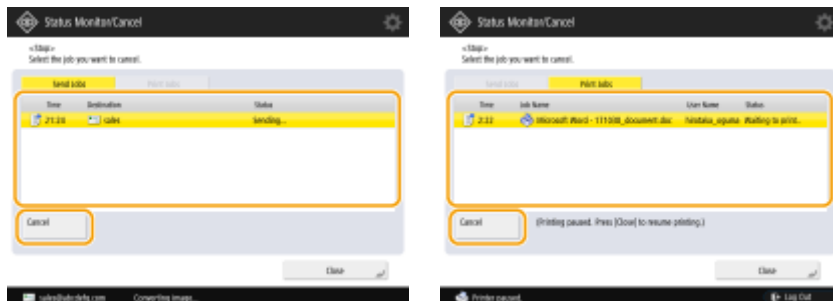 Status Monitor/Cancel
<Stop>
Select the job you want to cancel.
Send Jobs
Print Jobs
Time Destination Status
21:28 sales Sending...
Cancel
Close
sales@abcdefg.com Converting image...
Status Monitor/Cancel
<Stop>
Select the job you want to cancel.
Send Jobs
Print Jobs
Time Job Name User Name Status
2:32 Microsoft Word - document.doc Waiting to print..
Cancel
(Printing paused. Press [Close] to resume printing.)
Close
Printer paused.
Log Out